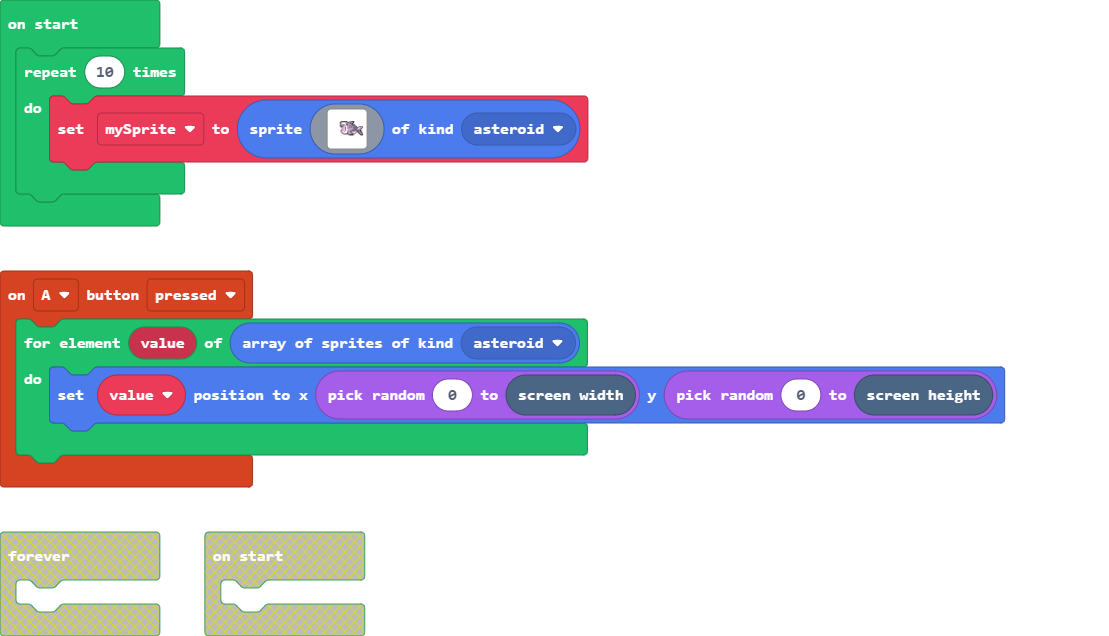 on start
repeat 10 times
do
set mySprite to sprite of kind asteroid
on A button pressed
for element value of array of sprites of kind asteroid
do
set value position to x pick random 0 to screen width y pick random 0 to screen height
forever
on start